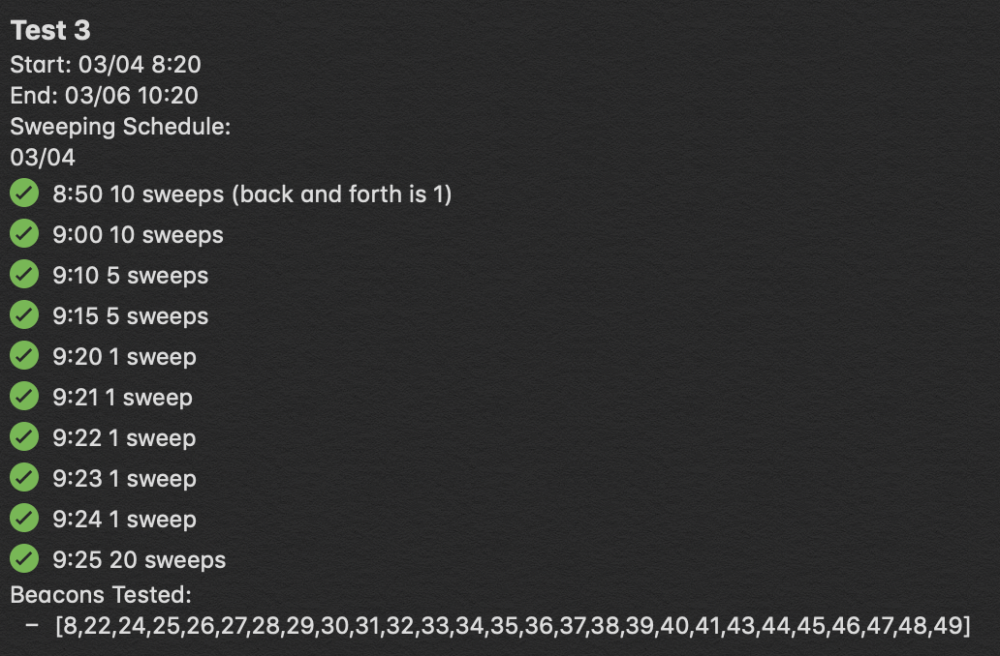 Test 3
Start: 03/04 8:20
End: 03/06 10:20
Sweeping Schedule:
03/04
8:50 10 sweeps (back and forth is 1)
9:00 10 sweeps
9:10 5 sweeps
9:15 5 sweeps
9:20 1 sweep
9:21 1 sweep
9:22 1 sweep
9:23 1 sweep
9:24 1 sweep
9:25 20 sweeps
Beacons Tested:
– [8,22,24,25,26,27,28,29,30,31,32,33,34,35,36,37,38,39,40,41,43,44,45,46,47,48,49]